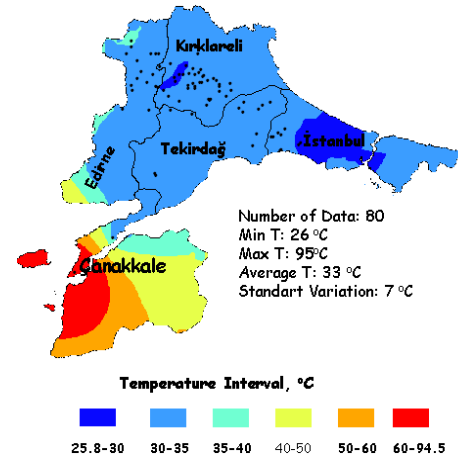 Kırklareli
Edirne
Tekirdağ
İstanbul
Çanakkale
Number of Data: 80
Min T: 26 °C
Max T: 95°C
Average T: 33 °C
Standart Variation: 7 °C
Temperature Interval, °C
25.8-30 30-35 35-40 40-50 50-60 60-94.5